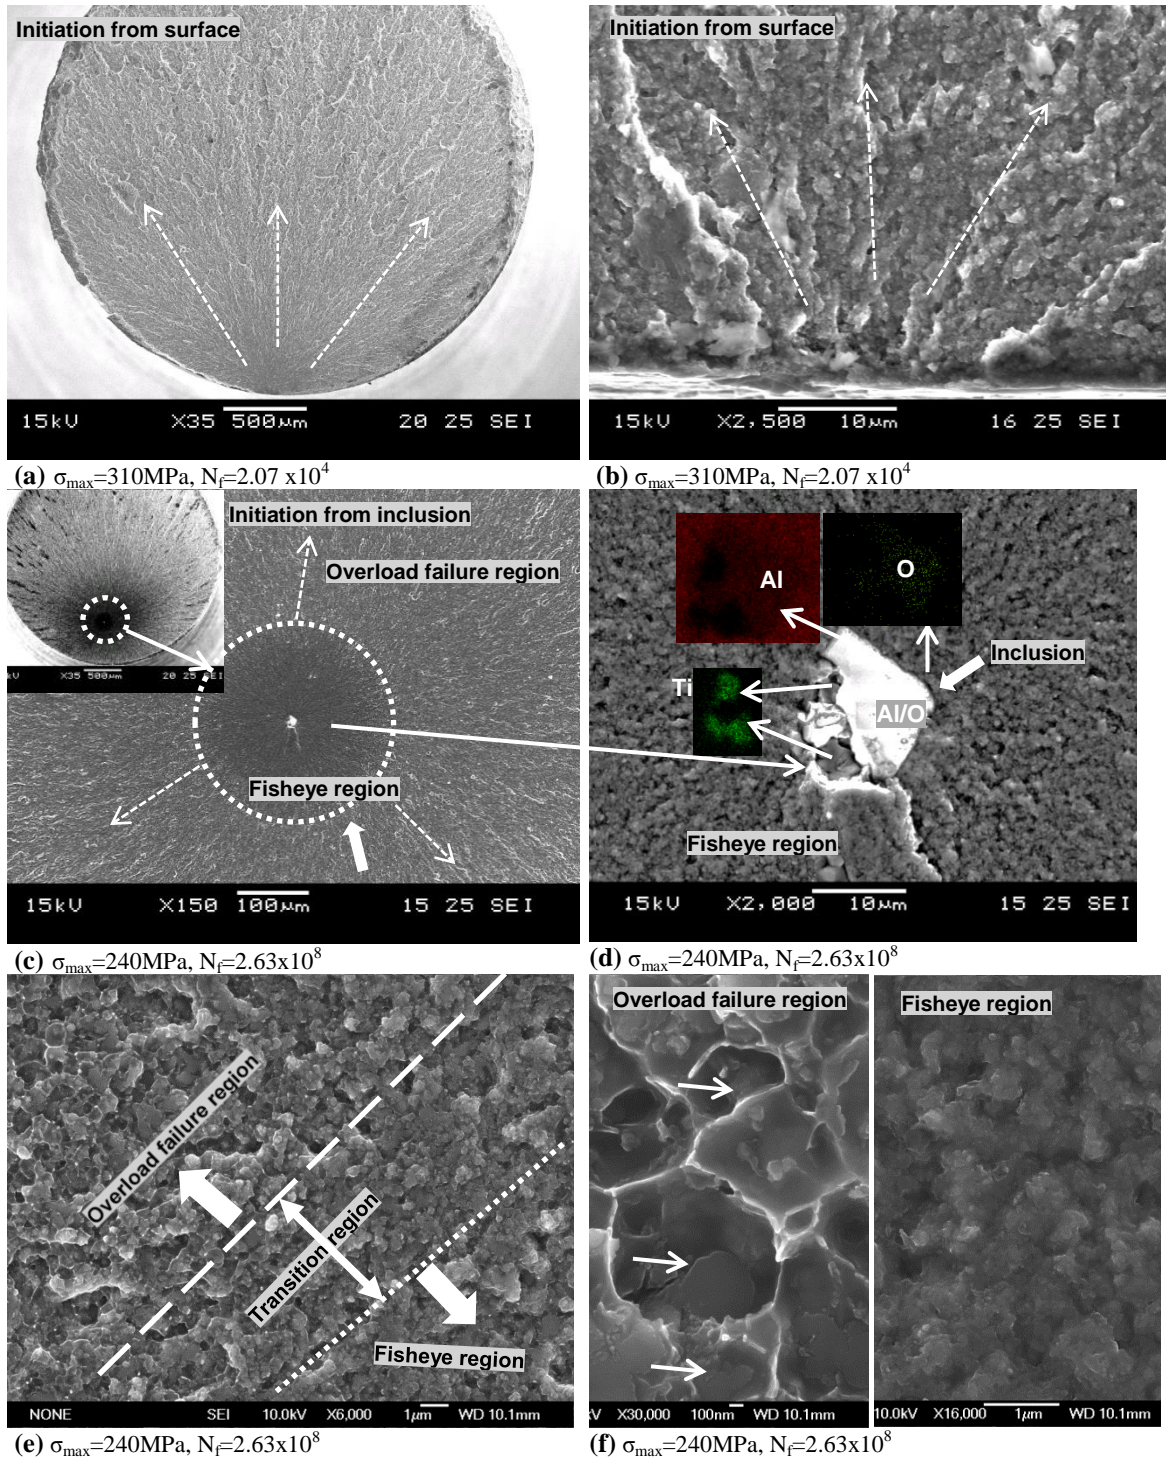 Initiation from surface
15kV X35 500μm 20 25 SEI
(a) σmax=310MPa, Nf=2.07 x10⁴
Initiation from surface
15kV X2,500 10μm 16 25 SEI
(b) σmax=310MPa, Nf=2.07 x10⁴
Initiation from inclusion
Overload failure region
X35 500μm 20 25 SEI
Fisheye region
15kV X150 100μm 15 25 SEI
(c) σmax=240MPa, Nf=2.63x10⁸
Al
O
Inclusion
Ti
Al/O
Fisheye region
15kV X2,000 10μm 15 25 SEI
(d) σmax=240MPa, Nf=2.63x10⁸
Overload failure region
Transition region
Fisheye region
NONE SEI 10.0kV X6,000 1μm WD 10.1mm
(e) σmax=240MPa, Nf=2.63x10⁸
Overload failure region
kV X30,000 100nm WD 10.1mm
Fisheye region
10.0kV X16,000 1μm WD 10.1mm
(f) σmax=240MPa, Nf=2.63x10⁸